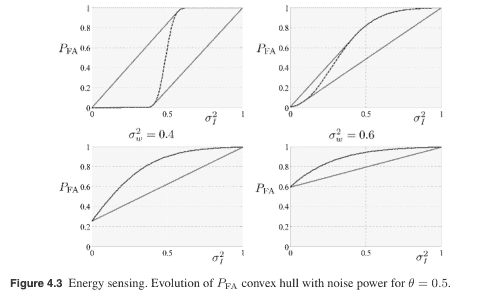 1
1
0.8
0.8
P_FA 0.6
P_FA 0.6
0.4
0.4
0.2
0.2
0
0
0 0.5 σ_I^2 1
0 0.5 σ_I^2 1
σ_w^2 = 0.4
σ_w^2 = 0.6
1
1
0.8
0.8
P_FA 0.6
P_FA 0.6
0.4
0.4
0.2
0.2
0
0
0 0.5 σ_I^2 1
0 0.5 σ_I^2 1
Figure 4.3 Energy sensing. Evolution of P_FA convex hull with noise power for θ = 0.5.